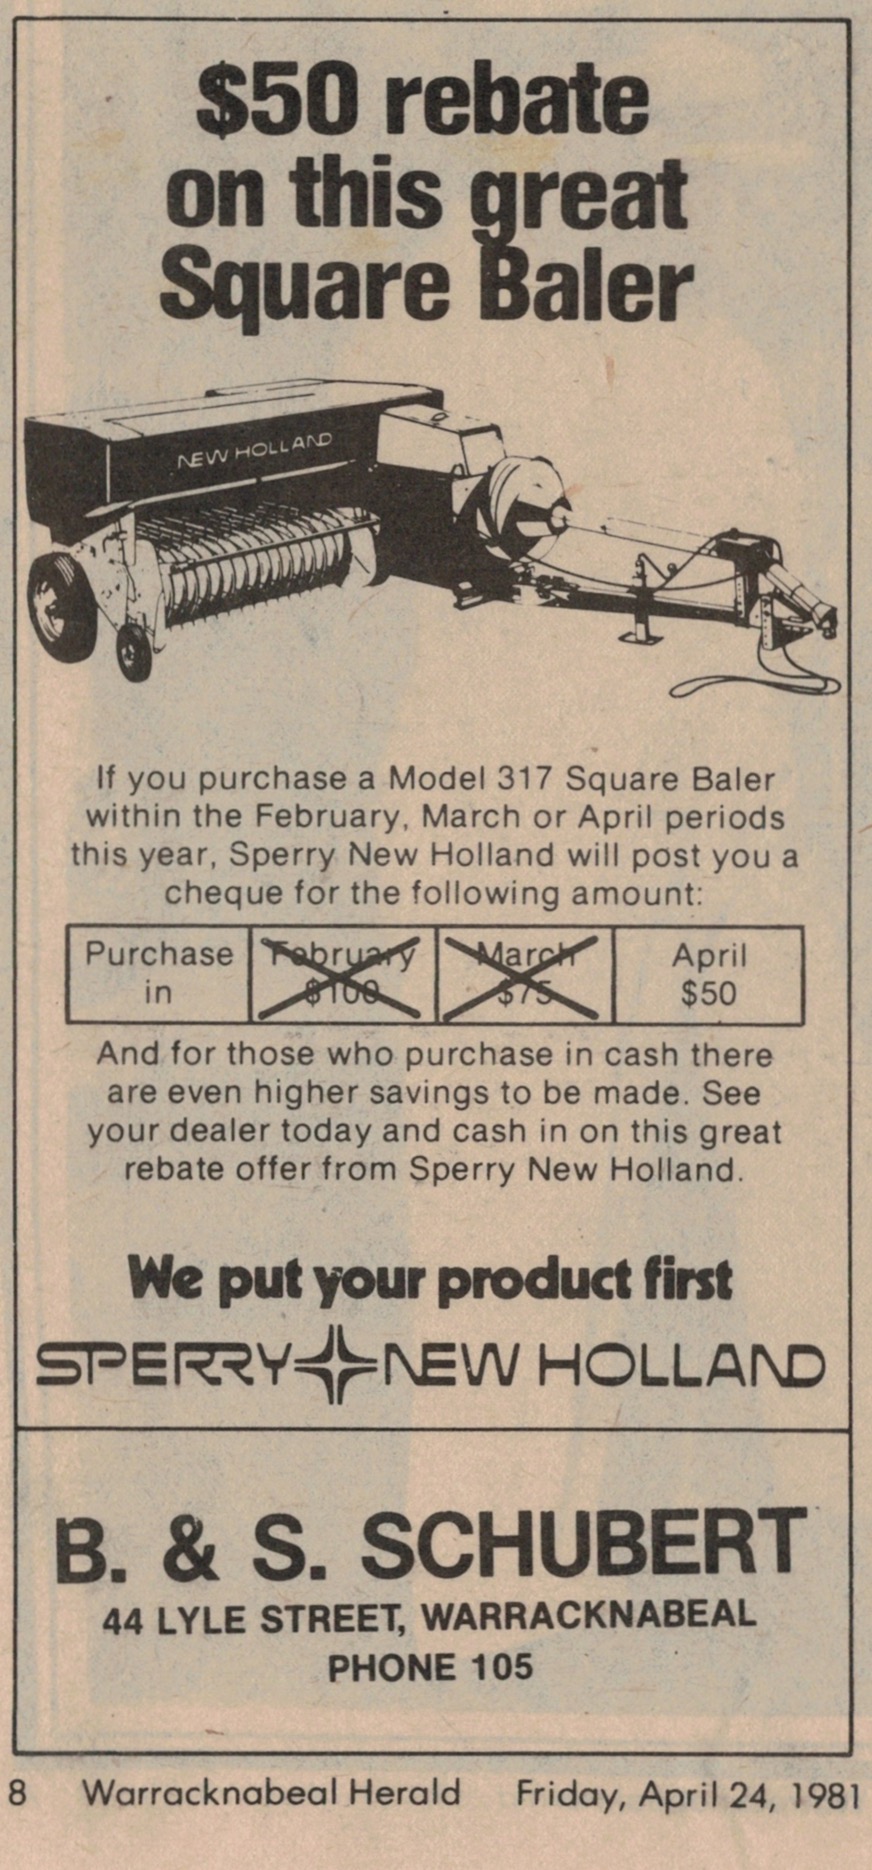 $50 rebate
on this great
Square Baler
NEW HOLLAND
If you purchase a Model 317 Square Baler
within the February, March or April periods
this year, Sperry New Holland will post you a
cheque for the following amount:
Purchase February March April
in $100 $75 $50
And for those who purchase in cash there
are even higher savings to be made. See
your dealer today and cash in on this great
rebate offer from Sperry New Holland.
We put your product first
SPERRY NEW HOLLAND
B. & S. SCHUBERT
44 LYLE STREET, WARRACKNABEAL
PHONE 105
8 Warracknabeal Herald Friday, April 24, 1981